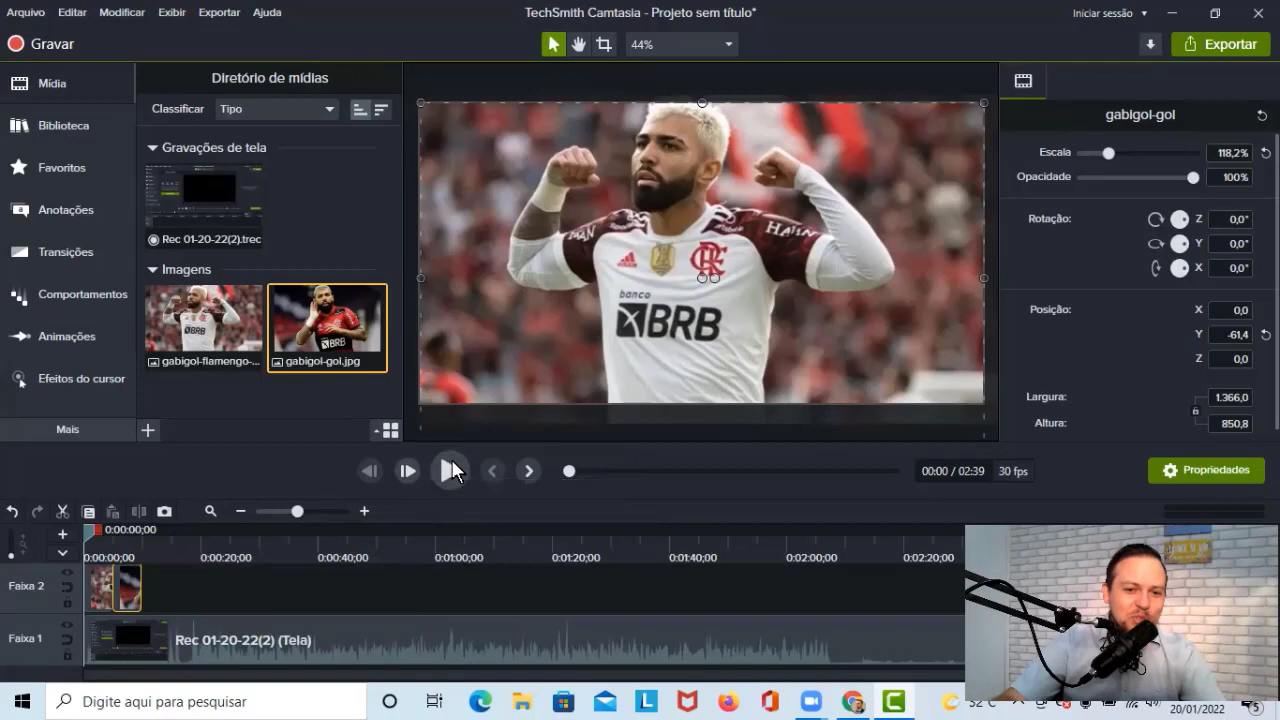 Arquivo Editar Modificar Exibir Exportar Ajuda
TechSmith Camtasia - Projeto sem título*
Iniciar sessão
Gravar
44%
Exportar
Mídia
Biblioteca
Favoritos
Anotações
Transições
Comportamentos
Animações
Efeitos do cursor
Mais
Diretório de mídias
Classificar Tipo
Gravações de tela
Rec 01-20-22(2).trec
Imagens
gabigol-flamengo-...
gabigol-gol.jpg
banco
BRB
gabigol-gol
Escala 118,2%
Opacidade 100%
Rotação: Z 0,0°
Y 0,0°
X 0,0°
Posição: X 0,0
Y -61,4
Z 0,0
Largura: 1.366,0
Altura: 850,8
00:00 / 02:39 30 fps
Propriedades
0:00:00;00
0:00:00;00 0:00:20;00 0:00:40;00 0:01:00;00 0:01:20;00 0:01:40;00 0:02:00;00 0:02:20;00
Faixa 2
Faixa 1
Rec 01-20-22(2) (Tela)
Digite aqui para pesquisar
20/01/2022
5